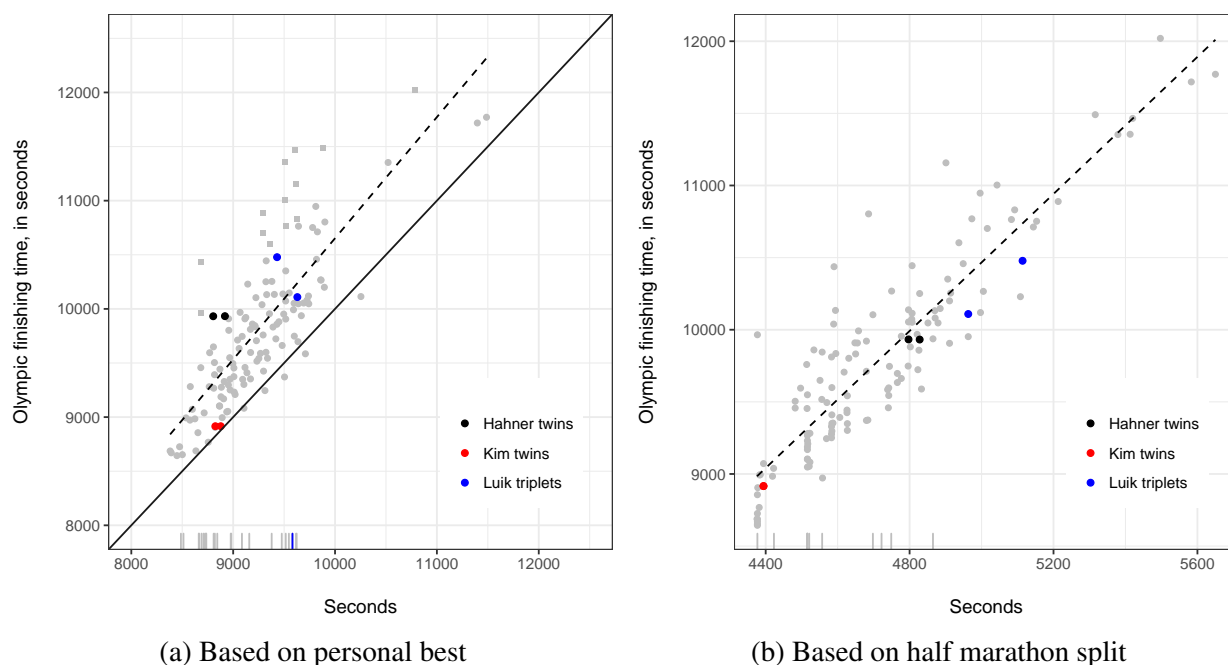 Olympic finishing time, in seconds
12000
11000
10000
9000
8000
8000 9000 10000 11000 12000
Seconds
Hahner twins
Kim twins
Luik triplets
(a) Based on personal best
Olympic finishing time, in seconds
12000
11000
10000
9000
4400 4800 5200 5600
Seconds
Hahner twins
Kim twins
Luik triplets
(b) Based on half marathon split